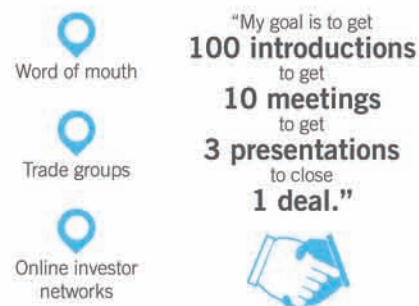 Word of mouth
Trade groups
Online investor
networks
“My goal is to get
100 introductions
to get
10 meetings
to get
3 presentations
to close
1 deal.”